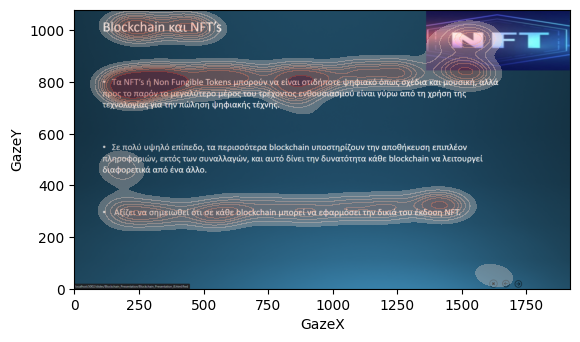 Blockchain και NFT's
NFT
• Τα NFT's ή Non Fungible Tokens μπορούν να είναι οτιδήποτε ψηφιακό όπως σχέδια και μουσική, αλλά
προς το παρόν το μεγαλύτερο μέρος του τρέχοντος ενθουσιασμού είναι γύρω από τη χρήση της
τεχνολογίας για την πώληση ψηφιακής τέχνης.
• Σε πολύ υψηλό επίπεδο, τα περισσότερα blockchain υποστηρίζουν την αποθήκευση επιπλέον
πληροφοριών, εκτός των συναλλαγών, και αυτό δίνει την δυνατότητα κάθε blockchain να λειτουργεί
διαφορετικά από ένα άλλο.
• Αξίζει να σημειωθεί ότι σε κάθε blockchain μπορεί να εφαρμόσει την δικιά του έκδοση NFT.
GazeY
1000
800
600
400
200
0
0 250 500 750 1000 1250 1500 1750
GazeX